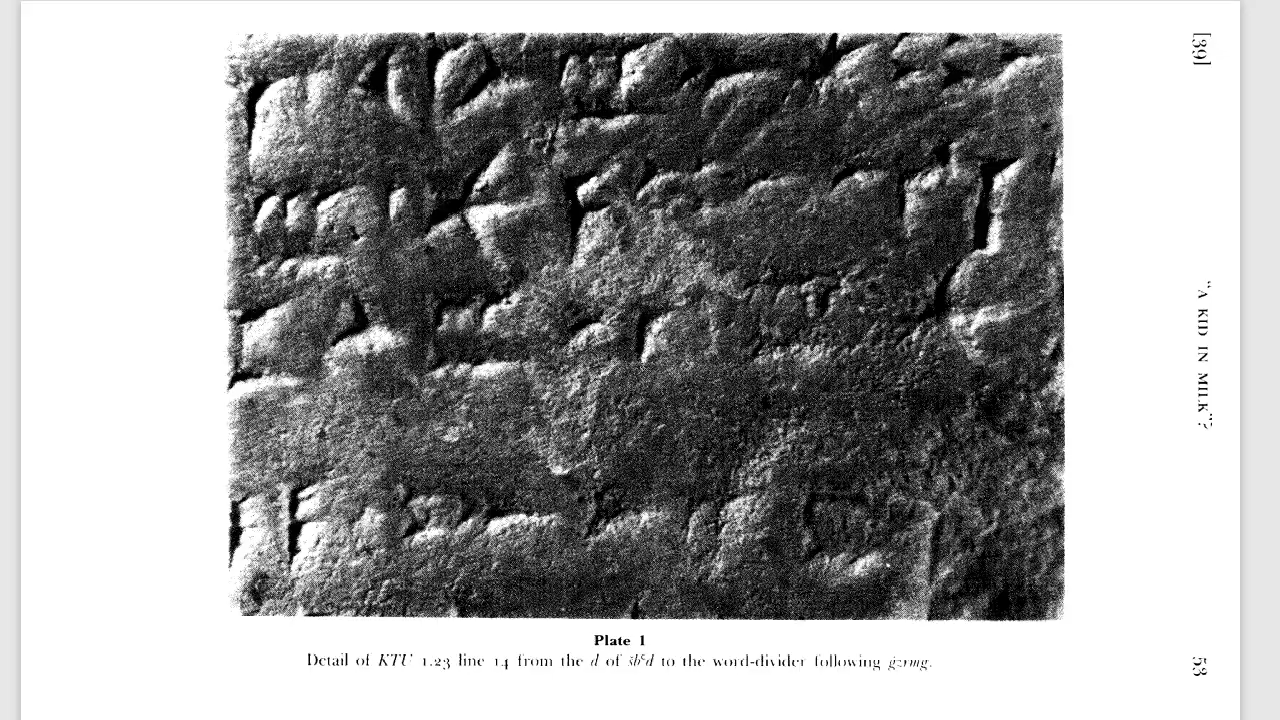 [39]
"A KID IN MILK"?
53
Plate 1
Detail of KTU 1.23 line 14 from the d of šbʿd to the word-divider following ġzrmg.